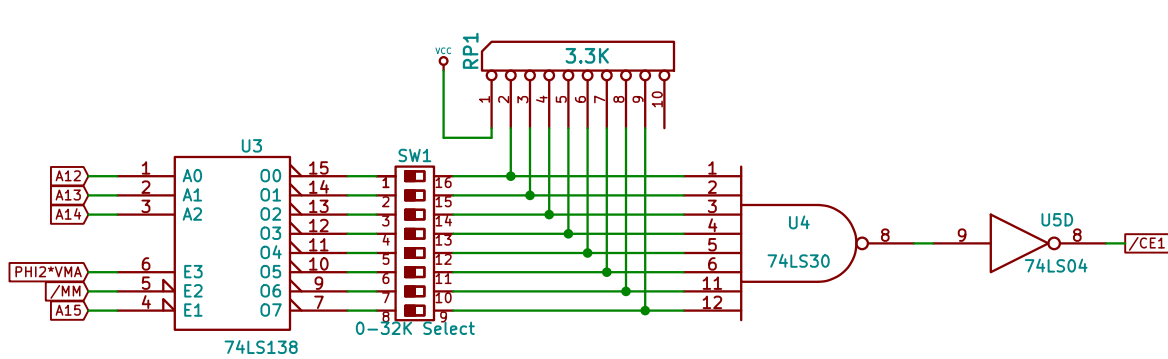 VCC
RP1
3.3K
1 2 3 4 5 6 7 8 9 10
U3
SW1
A12 1 A0 O0 15 1 16 1
A13 2 A1 O1 14 2 15 2
A14 3 A2 O2 13 3 14 3
O3 12 4 13 4
O4 11 5 12 5
PHI2*VMA 6 E3 O5 10 6 11 6
/MM 5 E2 O6 9 7 10 11
A15 4 E1 O7 7 8 9 12
U4
74LS30
8
9
U5D
8
74LS04
/CE1
0-32K Select
74LS138